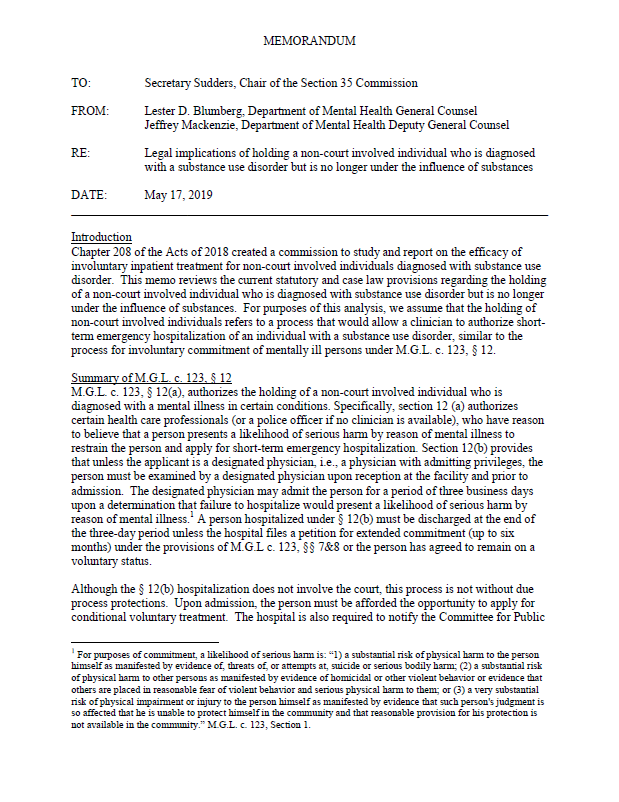 MEMORANDUM
TO: Secretary Sudders, Chair of the Section 35 Commission
FROM: Lester D. Blumberg, Department of Mental Health General Counsel
Jeffrey Mackenzie, Department of Mental Health Deputy General Counsel
RE: Legal implications of holding a non-court involved individual who is diagnosed
with a substance use disorder but is no longer under the influence of substances
DATE: May 17, 2019
Introduction
Chapter 208 of the Acts of 2018 created a commission to study and report on the efficacy of
involuntary inpatient treatment for non-court involved individuals diagnosed with substance use
disorder. This memo reviews the current statutory and case law provisions regarding the holding
of a non-court involved individual who is diagnosed with substance use disorder but is no longer
under the influence of substances. For purposes of this analysis, we assume that the holding of
non-court involved individuals refers to a process that would allow a clinician to authorize short-
term emergency hospitalization of an individual with a substance use disorder, similar to the
process for involuntary commitment of mentally ill persons under M.G.L. c. 123, § 12.
Summary of M.G.L. c. 123, § 12
M.G.L. c. 123, § 12(a), authorizes the holding of a non-court involved individual who is
diagnosed with a mental illness in certain conditions. Specifically, section 12 (a) authorizes
certain health care professionals (or a police officer if no clinician is available), who have reason
to believe that a person presents a likelihood of serious harm by reason of mental illness to
restrain the person and apply for short-term emergency hospitalization. Section 12(b) provides
that unless the applicant is a designated physician, i.e., a physician with admitting privileges, the
person must be examined by a designated physician upon reception at the facility and prior to
admission. The designated physician may admit the person for a period of three business days
upon a determination that failure to hospitalize would present a likelihood of serious harm by
reason of mental illness.1 A person hospitalized under § 12(b) must be discharged at the end of
the three-day period unless the hospital files a petition for extended commitment (up to six
months) under the provisions of M.G.L c. 123, §§ 7&8 or the person has agreed to remain on a
voluntary status.
Although the § 12(b) hospitalization does not involve the court, this process is not without due
process protections. Upon admission, the person must be afforded the opportunity to apply for
conditional voluntary treatment. The hospital is also required to notify the Committee for Public
1 For purposes of commitment, a likelihood of serious harm is: “1) a substantial risk of physical harm to the person
himself as manifested by evidence of, threats of, or attempts at, suicide or serious bodily harm; (2) a substantial risk
of physical harm to other persons as manifested by evidence of homicidal or other violent behavior or evidence that
others are placed in reasonable fear of violent behavior and serious physical harm to them; or (3) a very substantial
risk of physical impairment or injury to the person himself as manifested by evidence that such person's judgment is
so affected that he is unable to protect himself in the community and that reasonable provision for his protection is
not available in the community.” M.G.L. c. 123, Section 1.